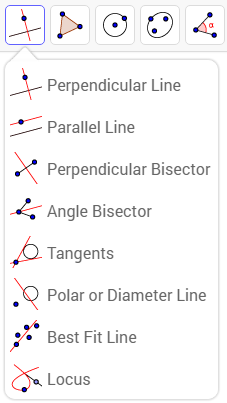 α
Perpendicular Line
Parallel Line
Perpendicular Bisector
Angle Bisector
Tangents
Polar or Diameter Line
Best Fit Line
Locus